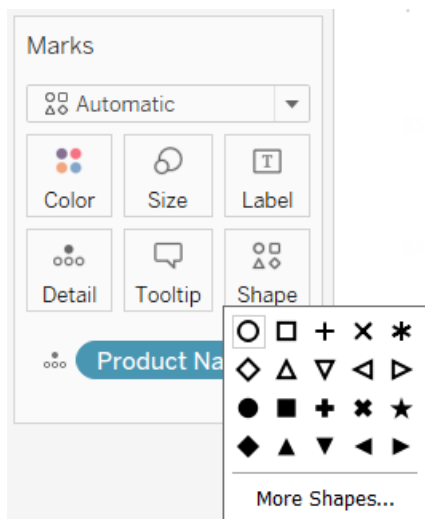 Marks
Automatic
Color Size Label
Detail Tooltip Shape
Product Na
More Shapes...